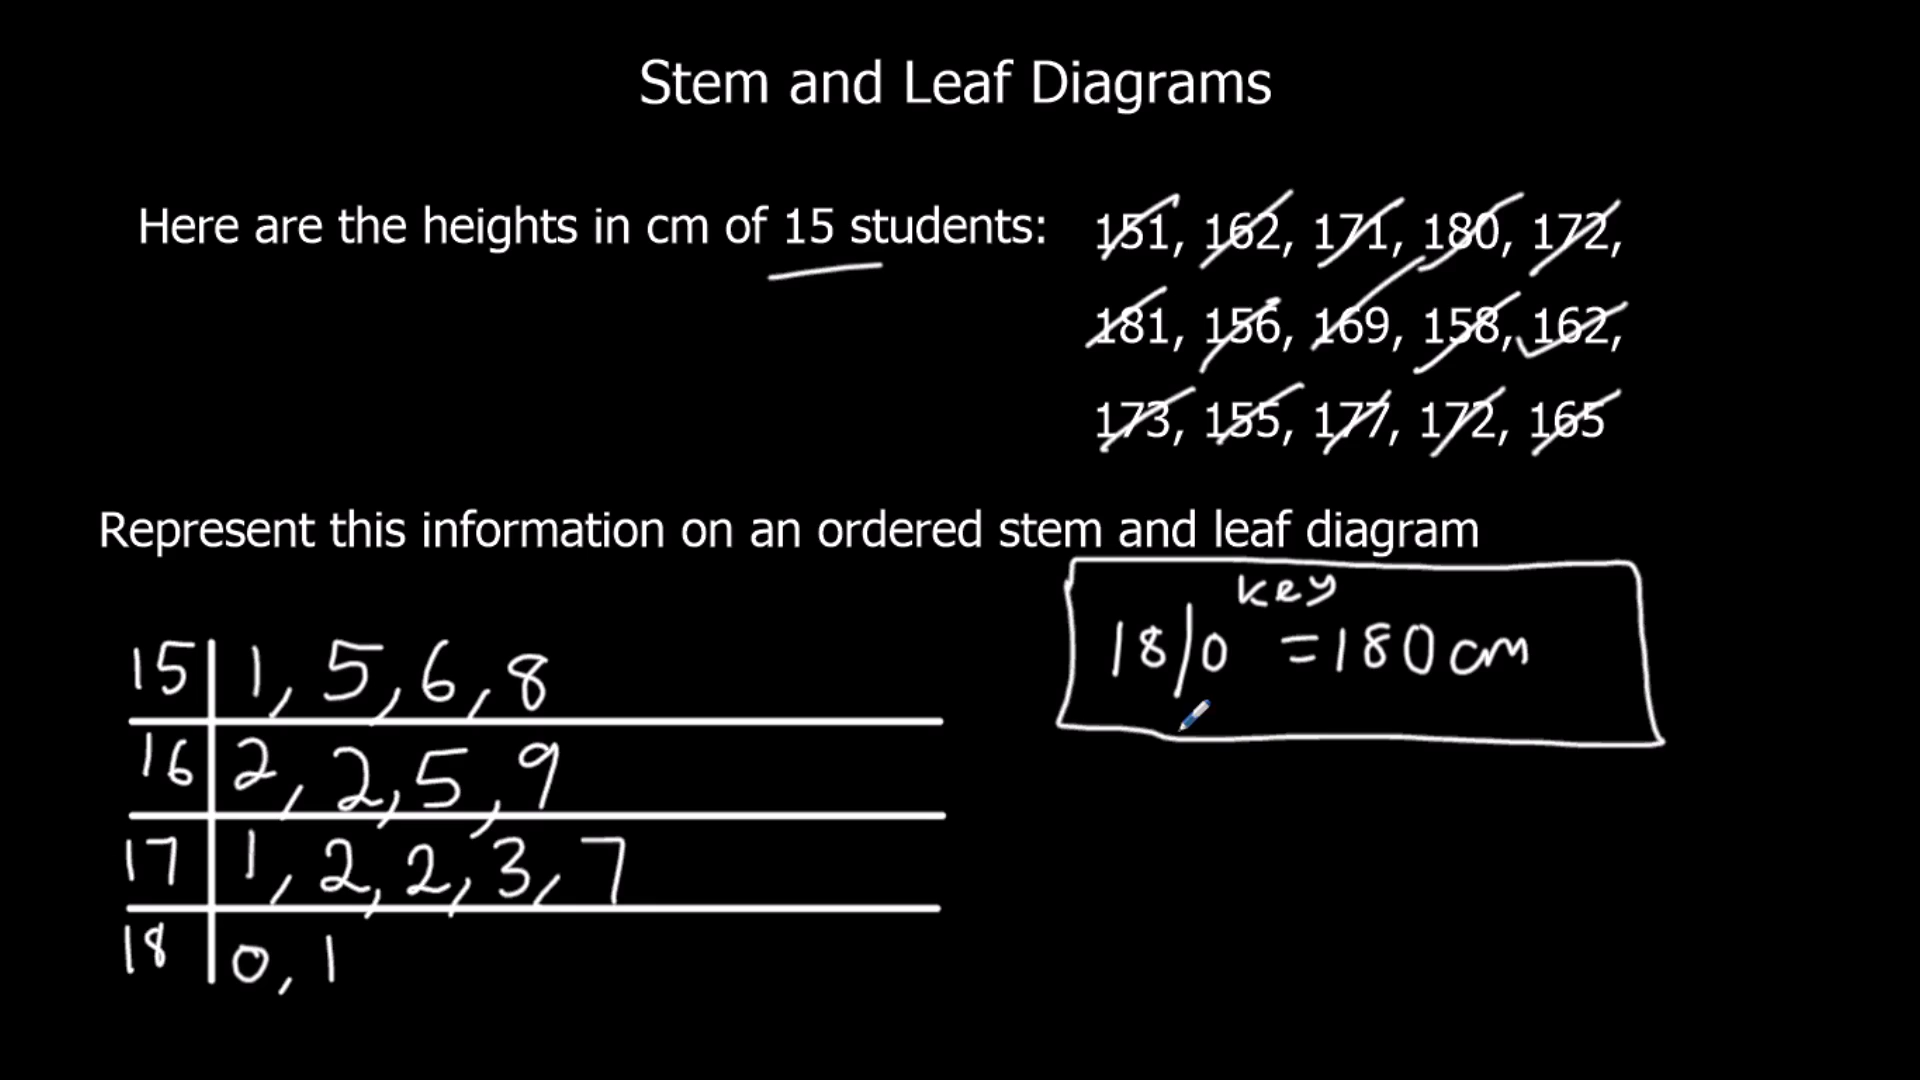 Stem and Leaf Diagrams
Here are the heights in cm of 15 students:
151, 162, 171, 180, 172,
181, 156, 169, 158, 162,
173, 155, 177, 172, 165
Represent this information on an ordered stem and leaf diagram
key
18|0 = 180cm
15 | 1, 5, 6, 8
16 | 2, 2, 5, 9
17 | 1, 2, 2, 3, 7
18 | 0, 1